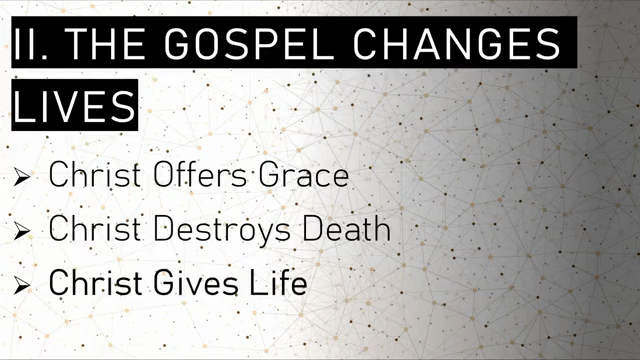 II. THE GOSPEL CHANGES
LIVES
➢ Christ Offers Grace
➢ Christ Destroys Death
➢ Christ Gives Life